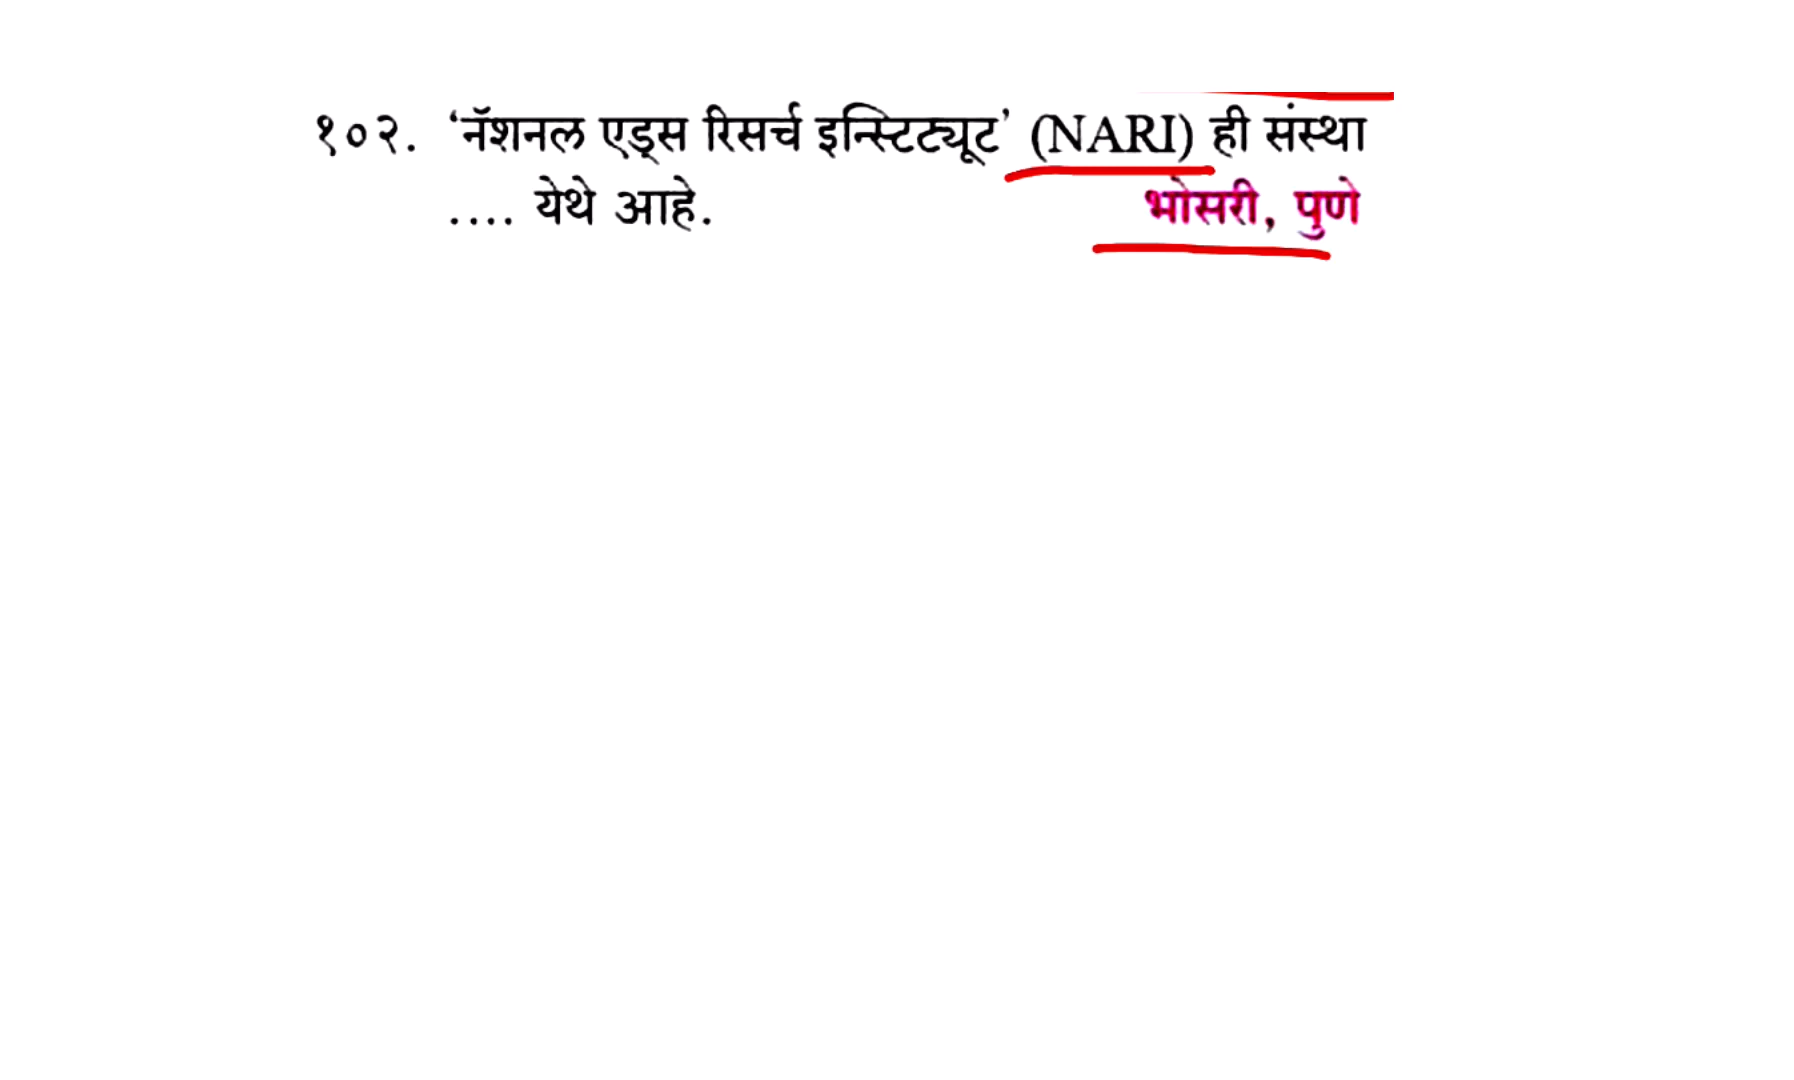 १०२. ‘नॅशनल एड्स रिसर्च इन्स्टिट्यूट’ (NARI) ही संस्था
.... येथे आहे. भोसरी, पुणे